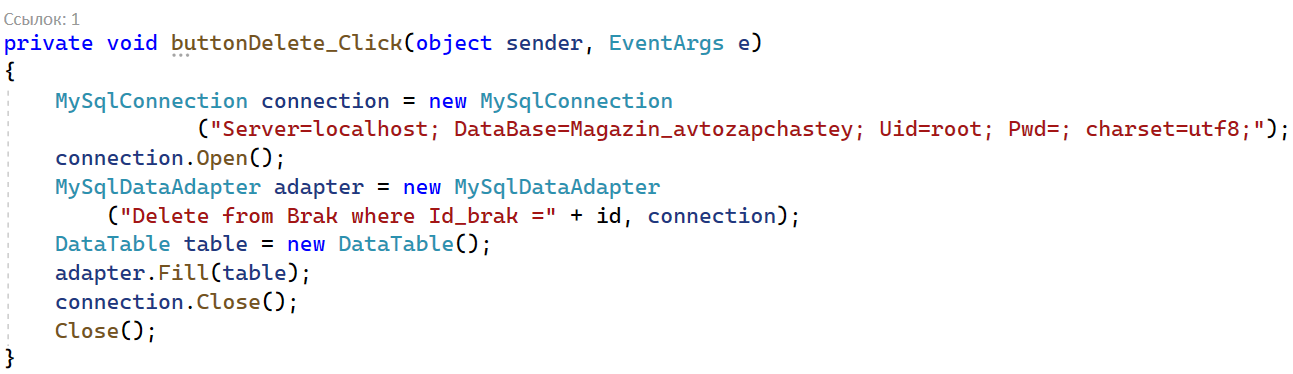 Ссылок: 1
private void buttonDelete_Click(object sender, EventArgs e)
{
    MySqlConnection connection = new MySqlConnection
               ("Server=localhost; DataBase=Magazin_avtozapchastey; Uid=root; Pwd=; charset=utf8;");
    connection.Open();
    MySqlDataAdapter adapter = new MySqlDataAdapter
        ("Delete from Brak where Id_brak =" + id, connection);
    DataTable table = new DataTable();
    adapter.Fill(table);
    connection.Close();
    Close();
}